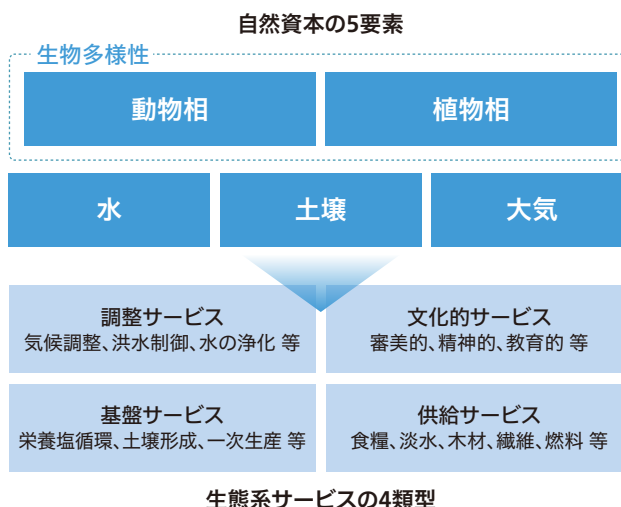 自然資本の5要素
生物多様性
動物相
植物相
水
土壌
大気
調整サービス
気候調整、洪水制御、水の浄化 等
文化的サービス
審美的、精神的、教育的 等
基盤サービス
栄養塩循環、土壌形成、一次生産 等
供給サービス
食糧、淡水、木材、繊維、燃料 等
生態系サービスの4類型